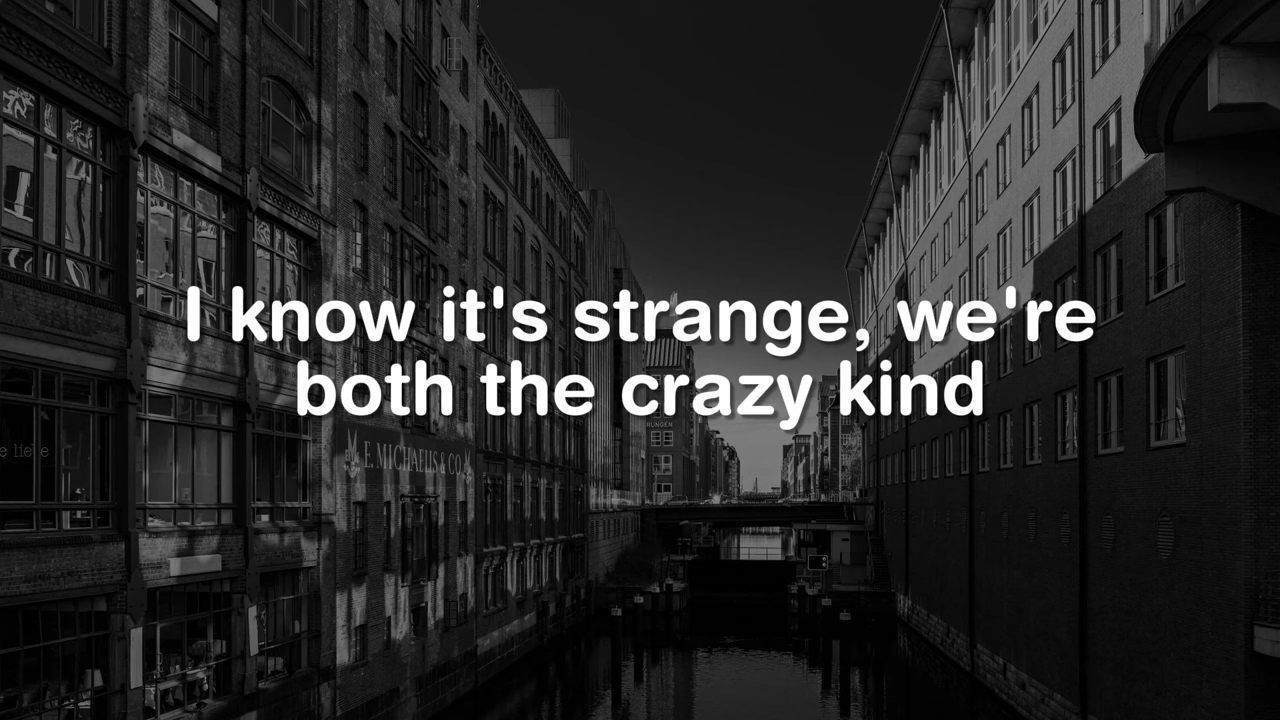 I know it's strange, we're
both the crazy kind
E. MICHAELIS & CO.